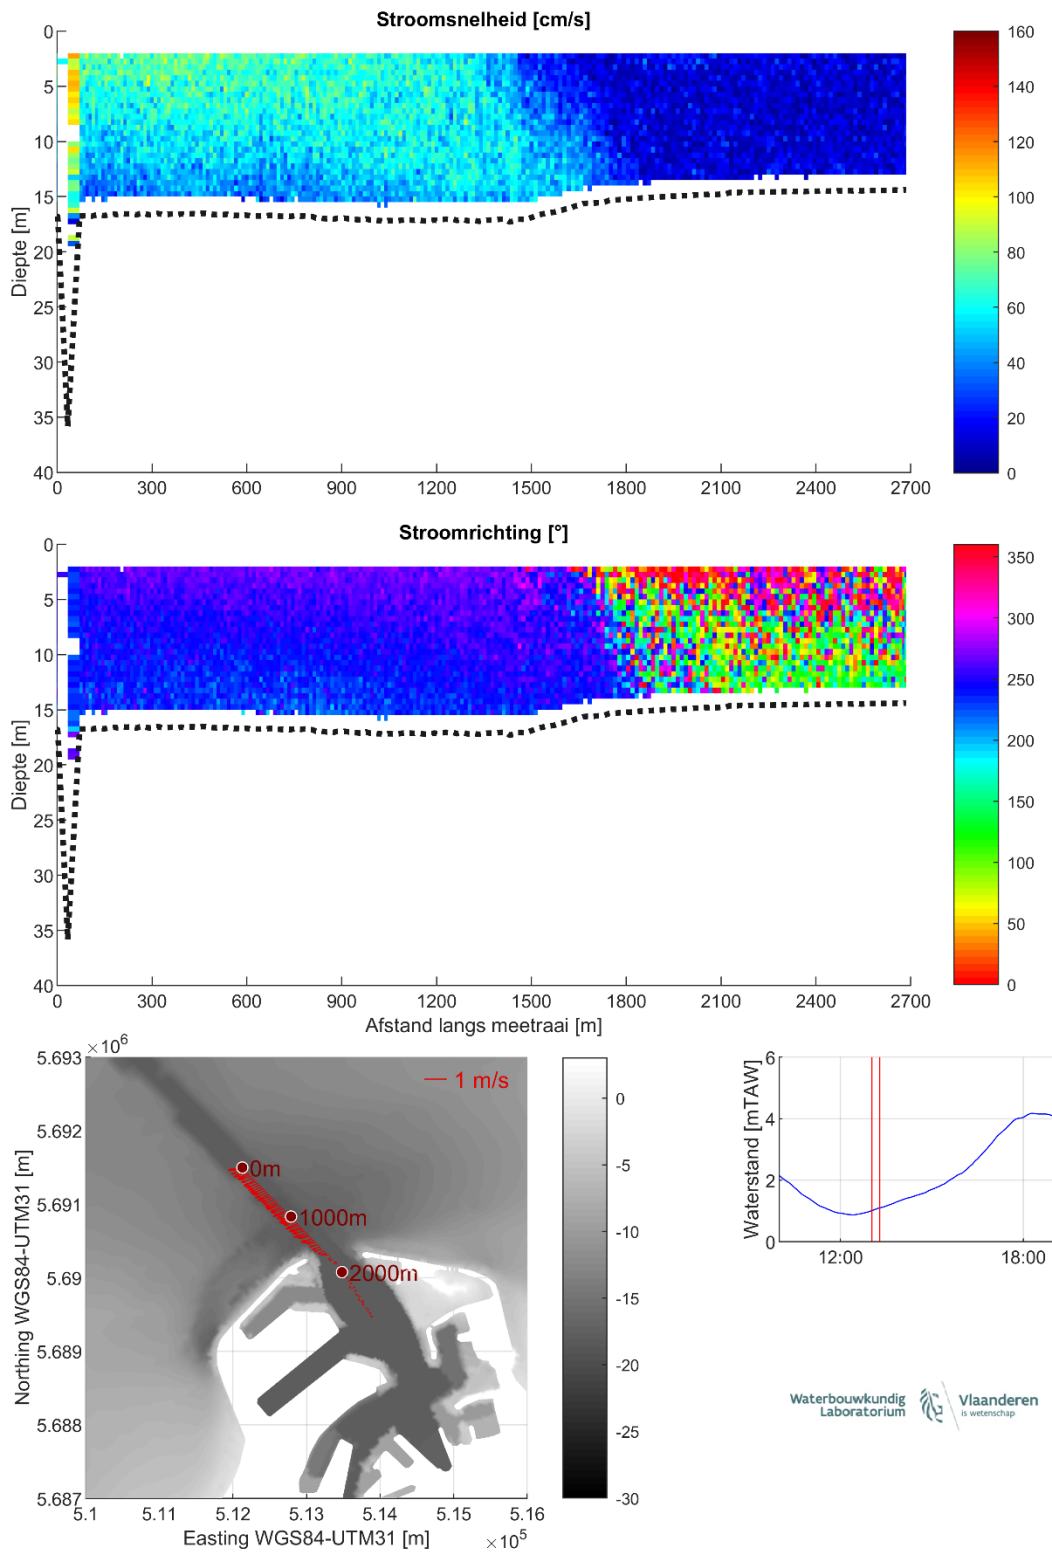 Stroomsnelheid [cm/s]
0
5
10
15
20
25
30
35
40
Diepte [m]
0 300 600 900 1200 1500 1800 2100 2400 2700
160
140
120
100
80
60
40
20
0
Stroomrichting [°]
0
5
10
15
20
25
30
35
40
Diepte [m]
0 300 600 900 1200 1500 1800 2100 2400 2700
Afstand langs meetraai [m]
350
300
250
200
150
100
50
0
×10⁶
5.693
5.692
5.691
5.69
5.689
5.688
5.687
Northing WGS84-UTM31 [m]
1 m/s
0m
1000m
2000m
5.1 5.11 5.12 5.13 5.14 5.15 5.16
Easting WGS84-UTM31 [m]
×10⁵
0
-5
-10
-15
-20
-25
-30
6
4
2
0
Waterstand [mTAW]
12:00 18:00
Waterbouwkundig
Laboratorium
Vlaanderen
is wetenschap